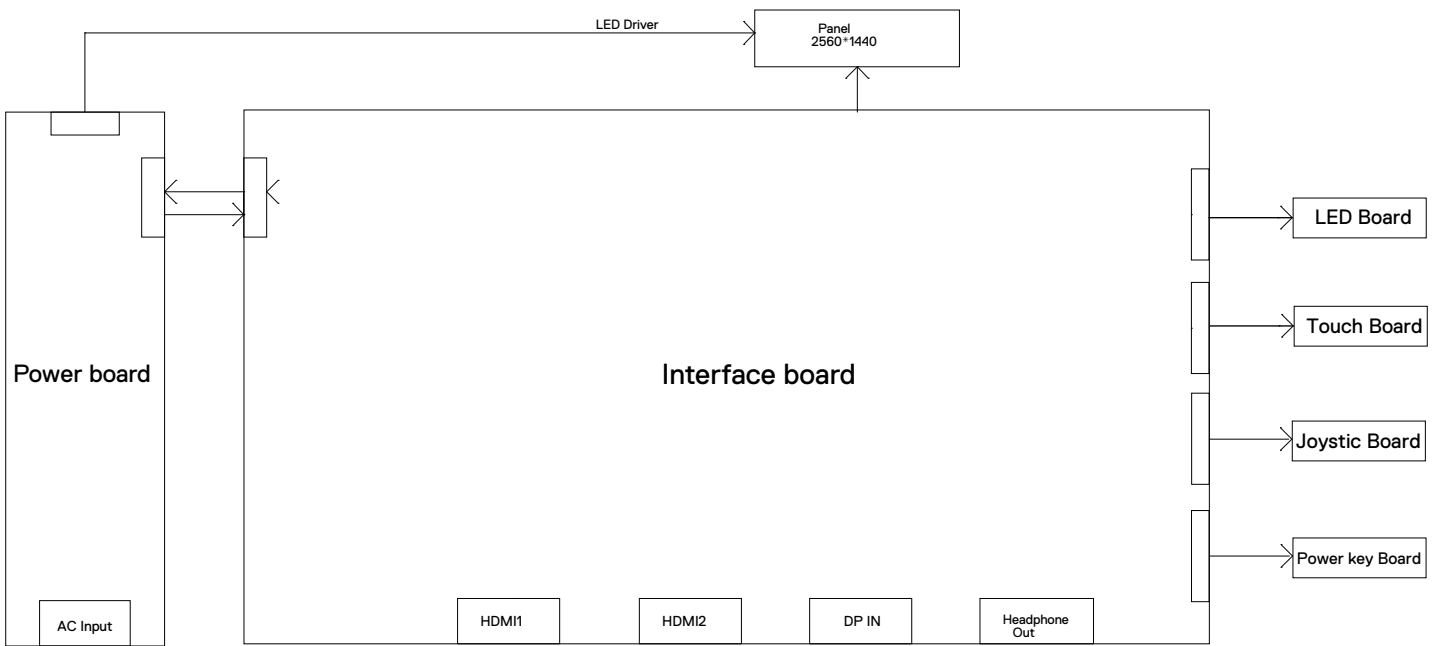 LED Driver
Panel
2560*1440
LED Board
Touch Board
Power board
Interface board
Joystic Board
Power key Board
AC Input
HDMI1
HDMI2
DP IN
Headphone
Out